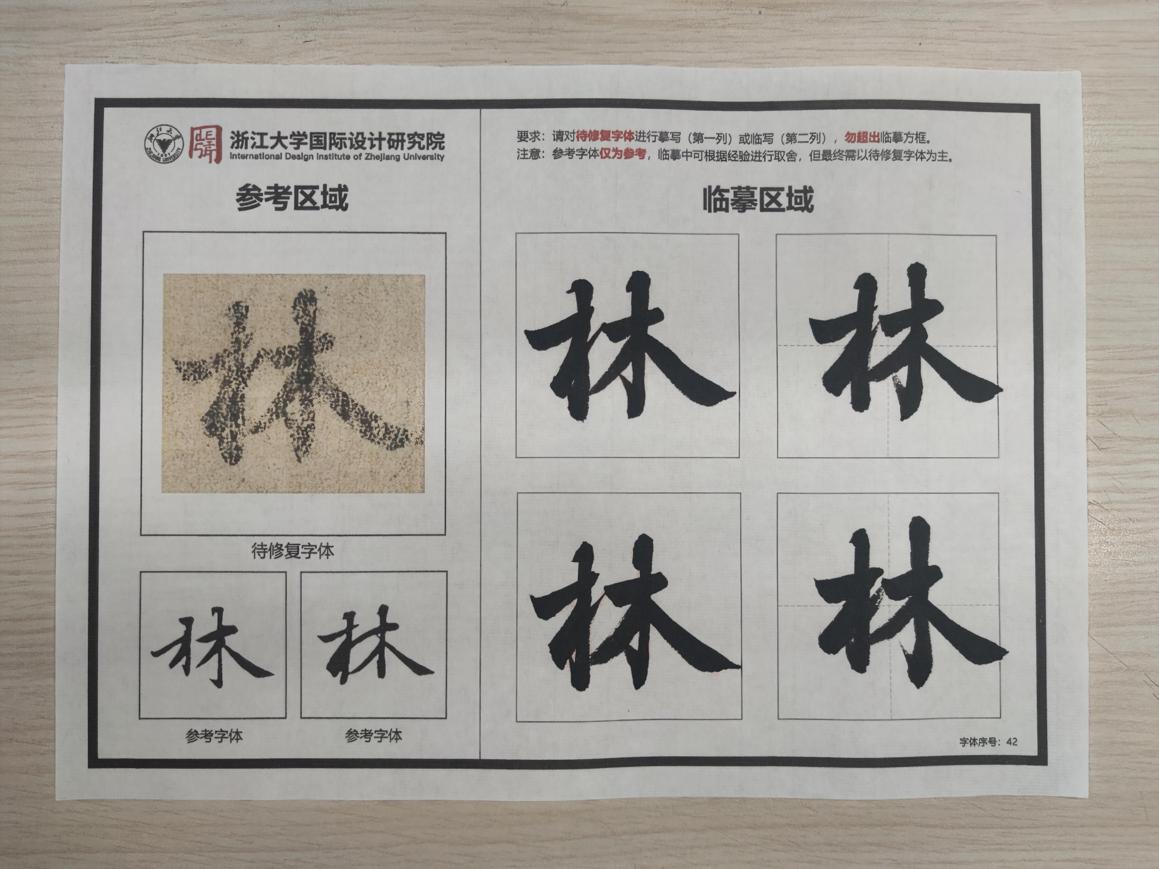 浙江大学国际设计研究院
International Design Institute of Zhejiang University
参考区域
林
待修复字体
林 林
参考字体 参考字体
要求：请对待修复字体进行摹写（第一列）或临写（第二列），勿超出临摹方框。
注意：参考字体仅为参考，临摹中可根据经验进行取舍，但最终需以待修复字体为主。
临摹区域
林 林
林 林
字体序号：42